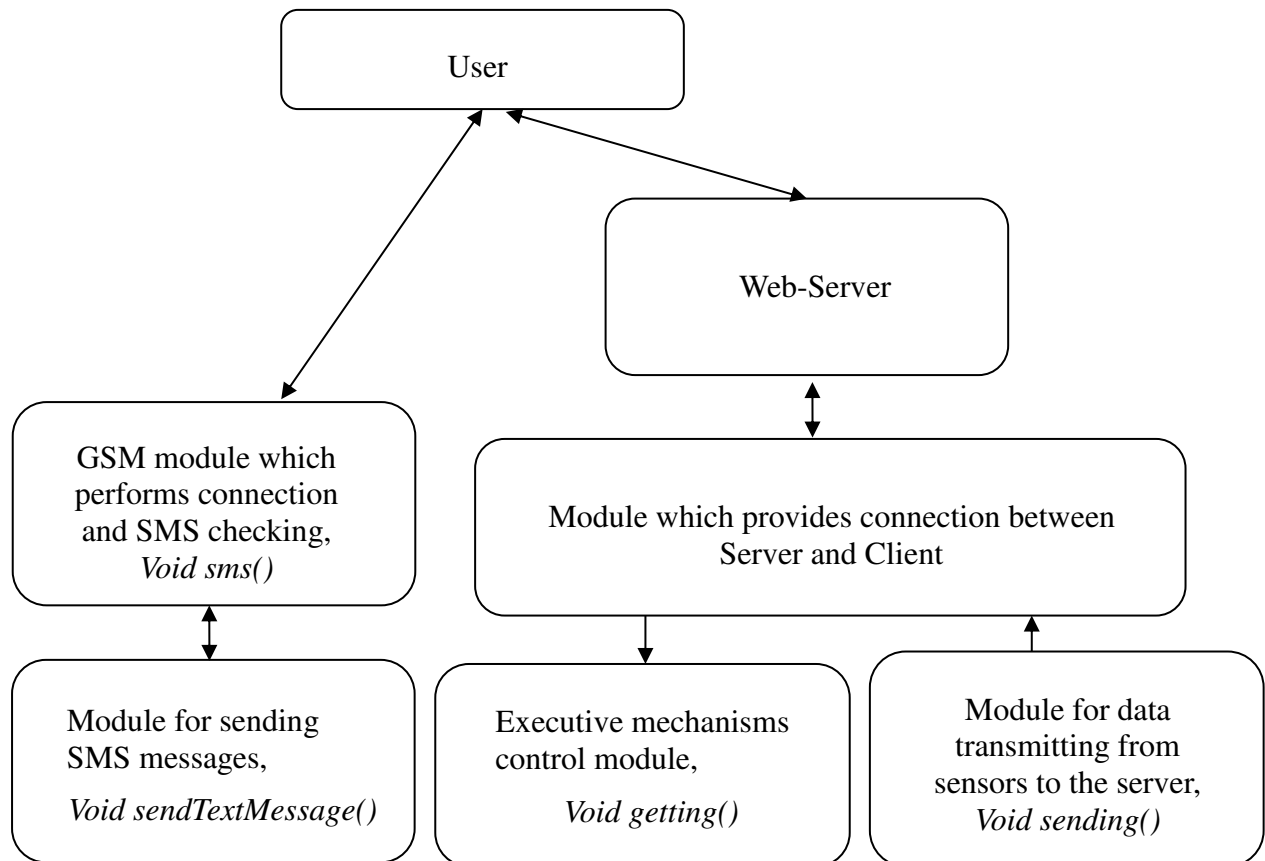 User
Web-Server
GSM module which
performs connection
and SMS checking,
Void sms()
Module which provides connection between
Server and Client
Module for sending
SMS messages,
Void sendTextMessage()
Executive mechanisms
control module,
Void getting()
Module for data
transmitting from
sensors to the server,
Void sending()